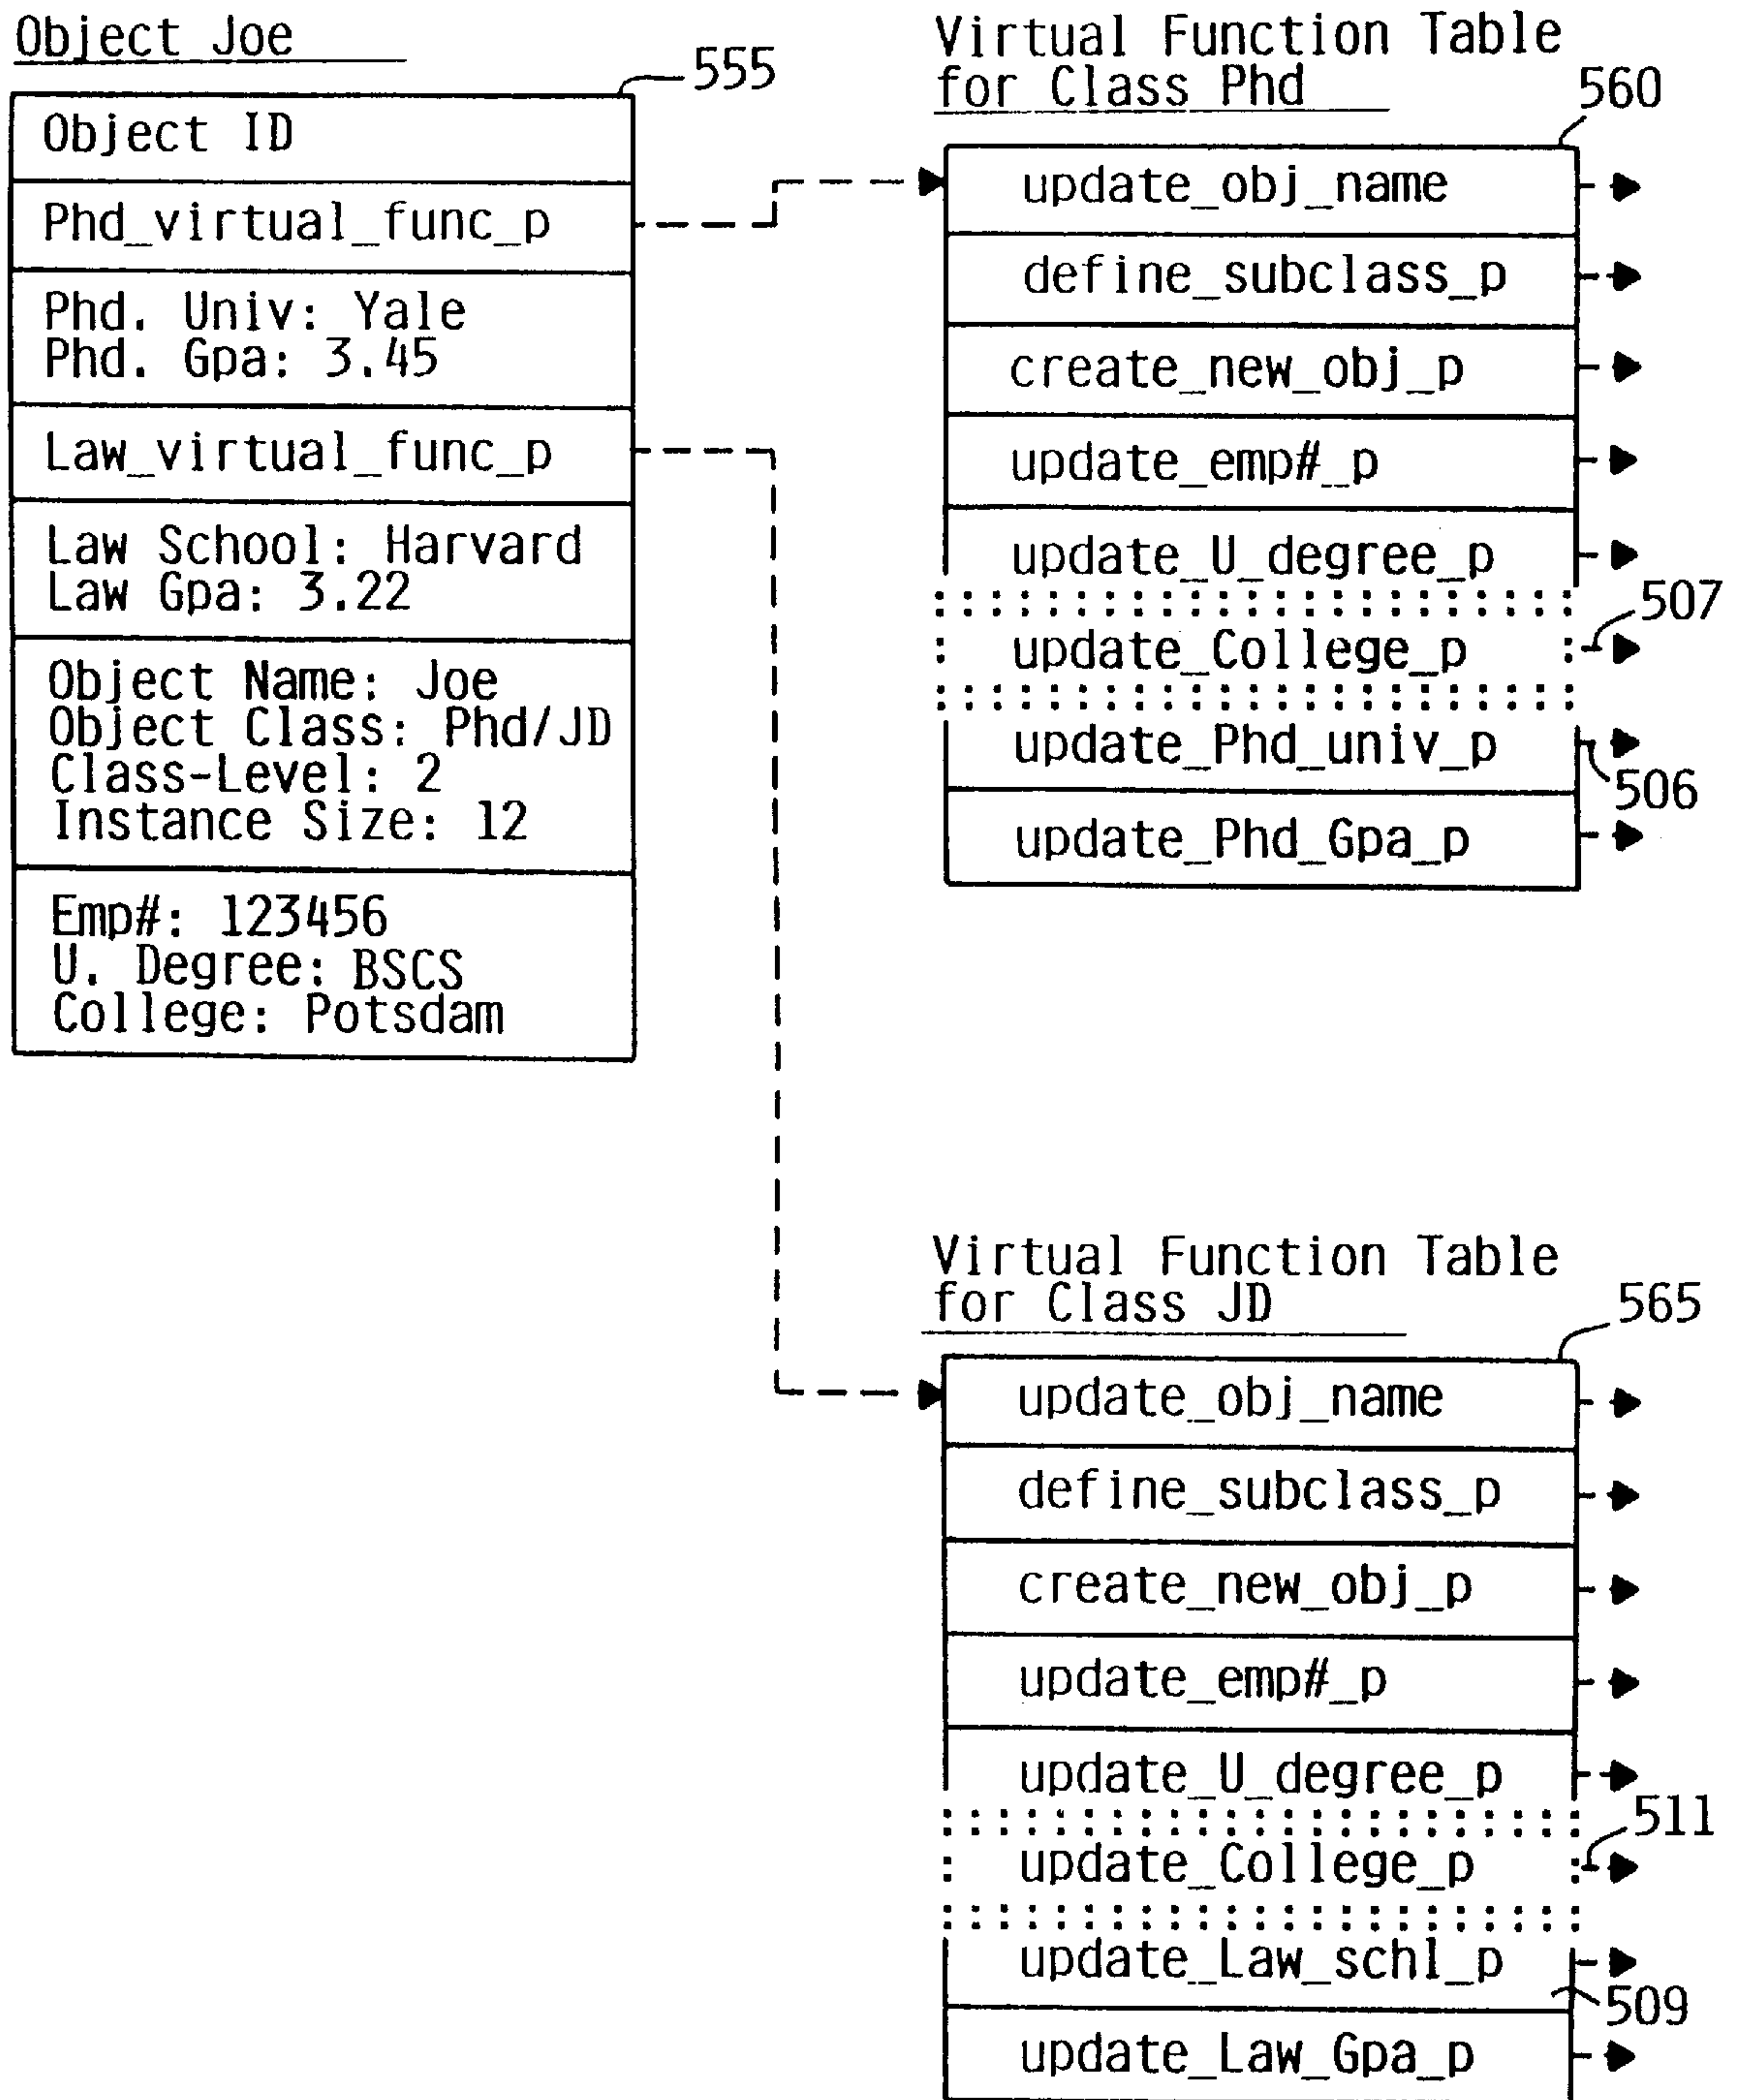 Object Joe
555
Object ID
Phd_virtual_func_p
Phd. Univ: Yale
Phd. Gpa: 3.45
Law_virtual_func_p
Law School: Harvard
Law Gpa: 3.22
Object Name: Joe
Object Class: Phd/JD
Class-Level: 2
Instance Size: 12
Emp#: 123456
U. Degree: BSCS
College: Potsdam
Virtual Function Table
for Class Phd
560
update_obj_name
define_subclass_p
create_new_obj_p
update_emp#_p
update_U_degree_p
507
update_College_p
update_Phd_univ_p
506
update_Phd_Gpa_p
Virtual Function Table
for Class JD
565
update_obj_name
define_subclass_p
create_new_obj_p
update_emp#_p
update_U_degree_p
511
update_College_p
update_Law_schl_p
509
update_Law_Gpa_p